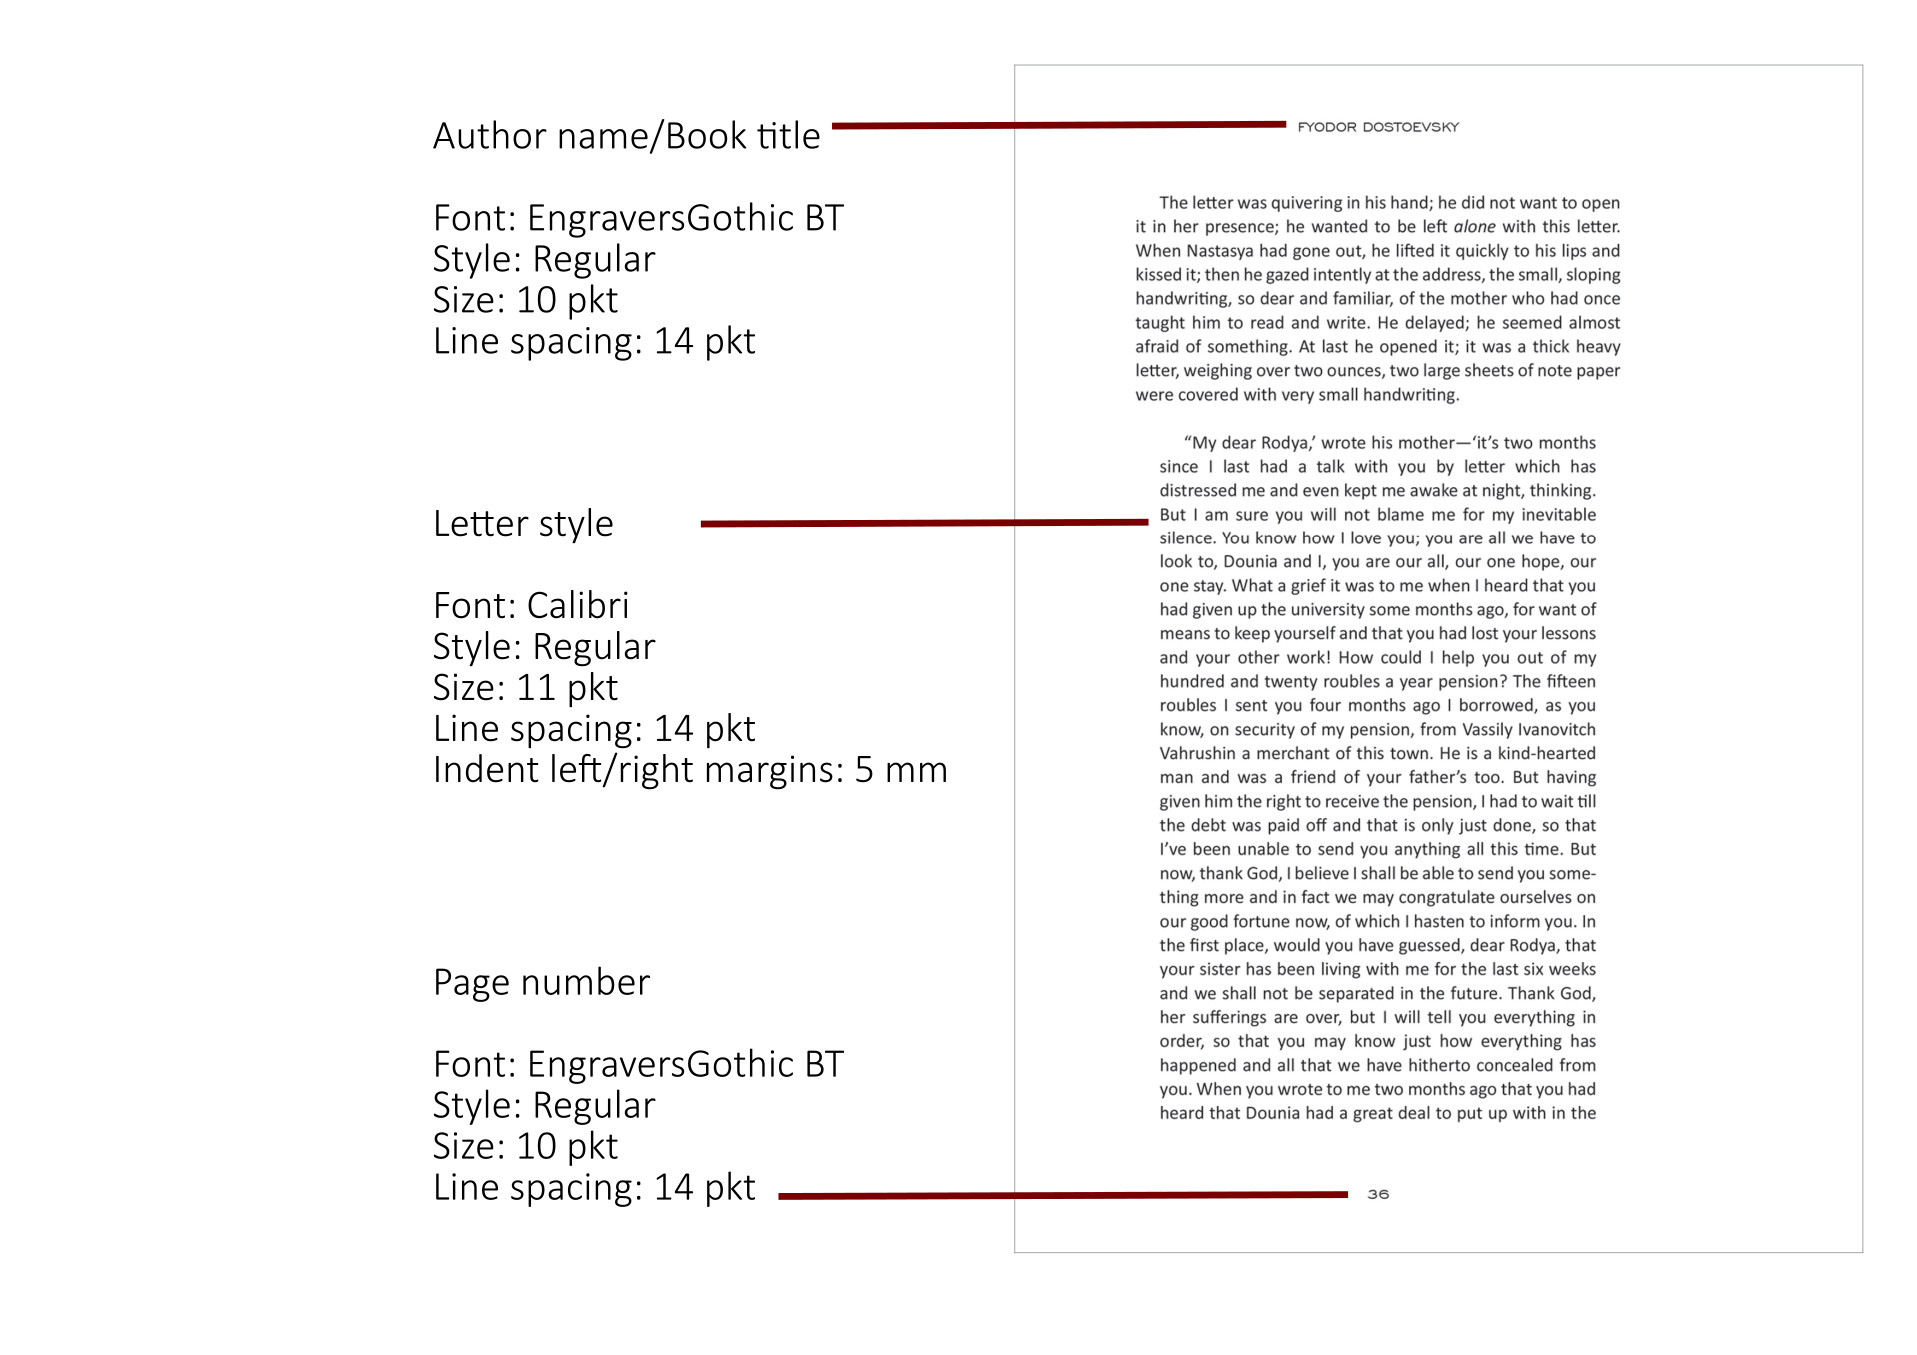 Author name/Book title
Font: EngraversGothic BT
Style: Regular
Size: 10 pkt
Line spacing: 14 pkt
Letter style
Font: Calibri
Style: Regular
Size: 11 pkt
Line spacing: 14 pkt
Indent left/right margins: 5 mm
Page number
Font: EngraversGothic BT
Style: Regular
Size: 10 pkt
Line spacing: 14 pkt
FYODOR DOSTOEVSKY
The letter was quivering in his hand; he did not want to open
it in her presence; he wanted to be left alone with this letter.
When Nastasya had gone out, he lifted it quickly to his lips and
kissed it; then he gazed intently at the address, the small, sloping
handwriting, so dear and familiar, of the mother who had once
taught him to read and write. He delayed; he seemed almost
afraid of something. At last he opened it; it was a thick heavy
letter, weighing over two ounces, two large sheets of note paper
were covered with very small handwriting.
“My dear Rodya,’ wrote his mother—‘it’s two months
since I last had a talk with you by letter which has
distressed me and even kept me awake at night, thinking.
But I am sure you will not blame me for my inevitable
silence. You know how I love you; you are all we have to
look to, Dounia and I, you are our all, our one hope, our
one stay. What a grief it was to me when I heard that you
had given up the university some months ago, for want of
means to keep yourself and that you had lost your lessons
and your other work! How could I help you out of my
hundred and twenty roubles a year pension? The fifteen
roubles I sent you four months ago I borrowed, as you
know, on security of my pension, from Vassily Ivanovitch
Vahrushin a merchant of this town. He is a kind-hearted
man and was a friend of your father’s too. But having
given him the right to receive the pension, I had to wait till
the debt was paid off and that is only just done, so that
I’ve been unable to send you anything all this time. But
now, thank God, I believe I shall be able to send you some-
thing more and in fact we may congratulate ourselves on
our good fortune now, of which I hasten to inform you. In
the first place, would you have guessed, dear Rodya, that
your sister has been living with me for the last six weeks
and we shall not be separated in the future. Thank God,
her sufferings are over, but I will tell you everything in
order, so that you may know just how everything has
happened and all that we have hitherto concealed from
you. When you wrote to me two months ago that you had
heard that Dounia had a great deal to put up with in the
36